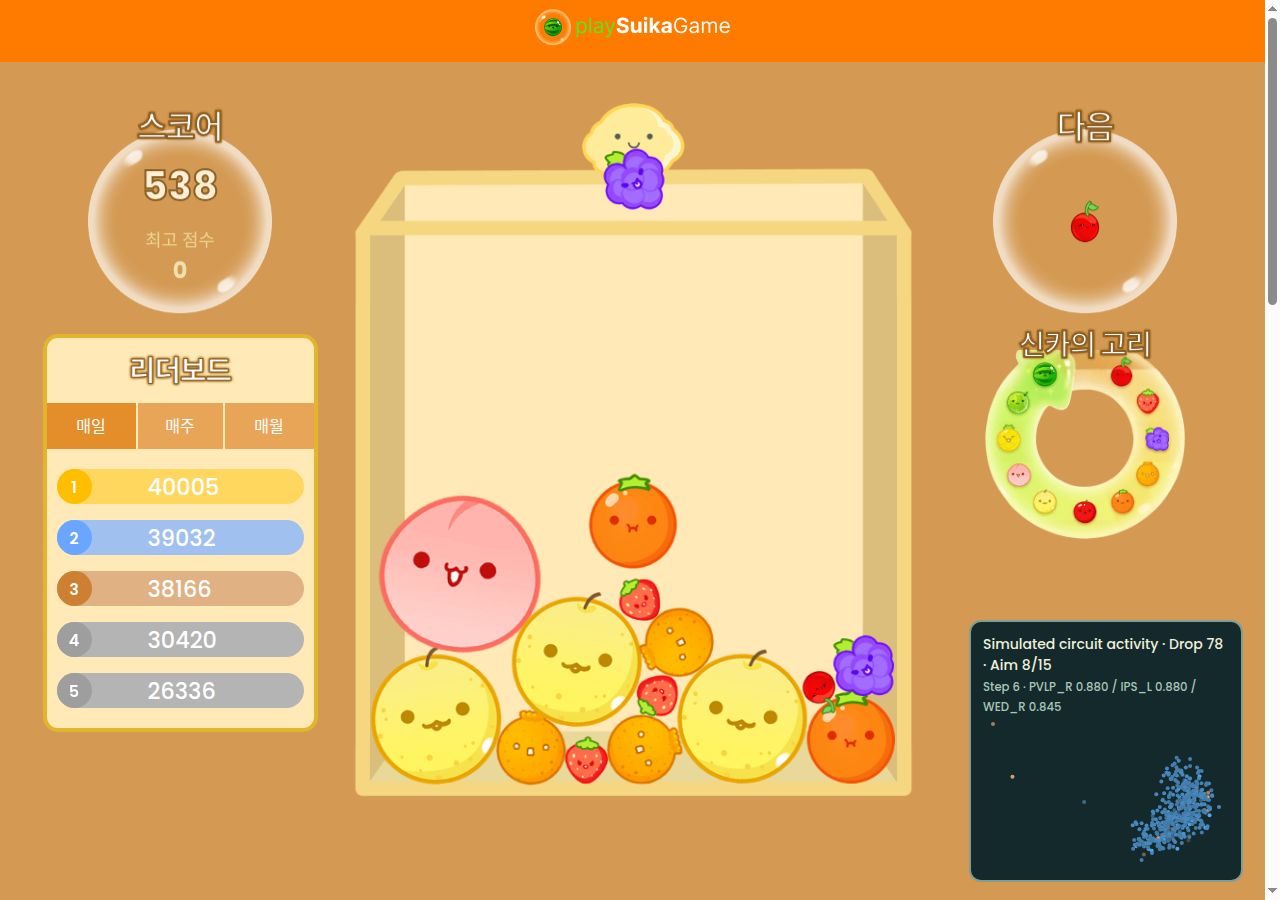 playSuikaGame
스코어
538
최고 점수
0
리더보드
매일 매주 매월
1 40005
2 39032
3 38166
4 30420
5 26336
다음
신카의 고리
Simulated circuit activity · Drop 78
· Aim 8/15
Step 6 · PVLP_R 0.880 / IPS_L 0.880 /
WED_R 0.845